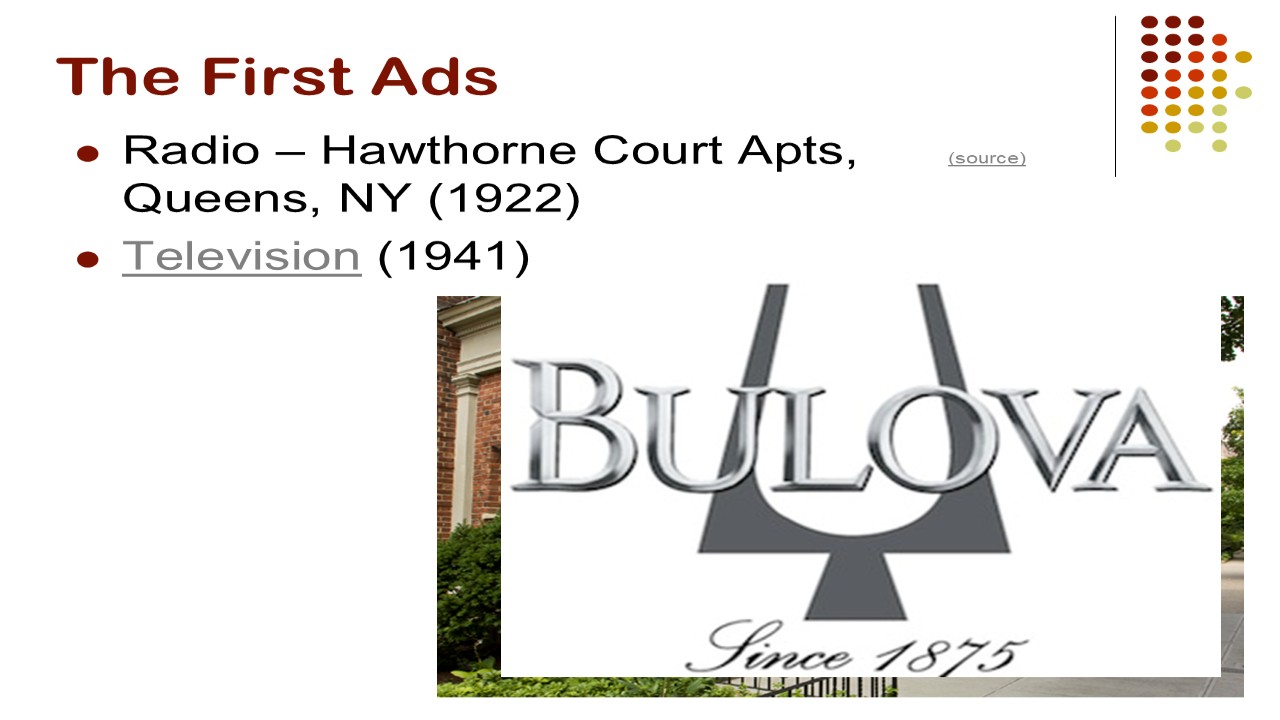 The First Ads
Radio – Hawthorne Court Apts,
(source)
Queens, NY (1922)
Television (1941)
BULOVA
Since 1875